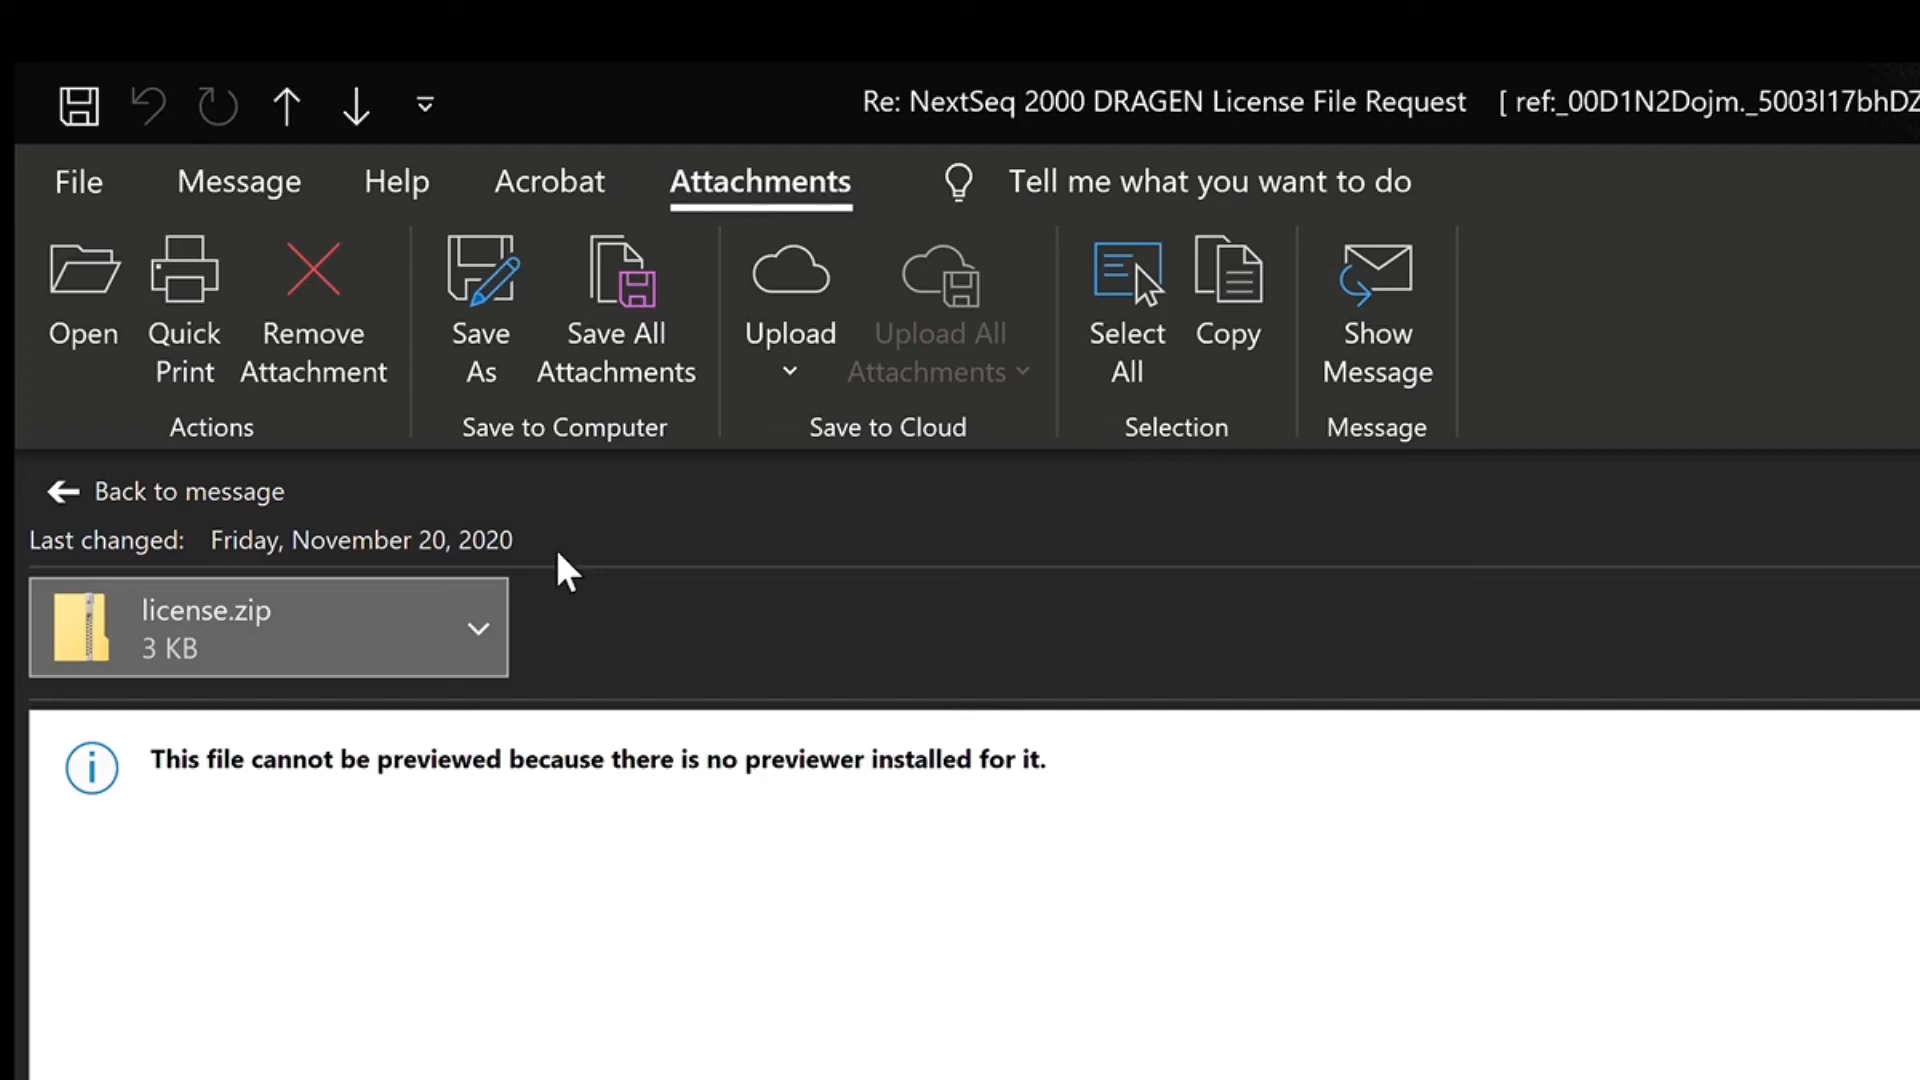 Re: NextSeq 2000 DRAGEN License File Request [ ref:_00D1N2Dojm._5003l17bhDZ
File Message Help Acrobat Attachments Tell me what you want to do
Open Quick Print Remove Attachment Save As Save All Attachments Upload Upload All Attachments Select All Copy Show Message
Actions Save to Computer Save to Cloud Selection Message
Back to message
Last changed: Friday, November 20, 2020
license.zip
3 KB
This file cannot be previewed because there is no previewer installed for it.